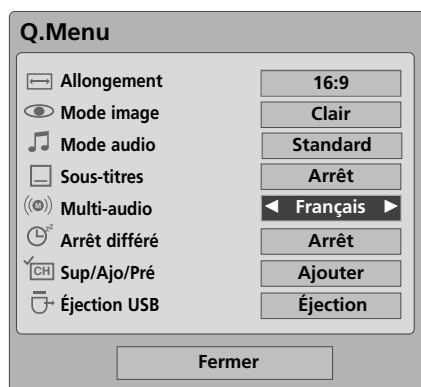 Q.Menu
Allongement 16:9
Mode image Clair
Mode audio Standard
Sous-titres Arrêt
Multi-audio ◄ Français ►
Arrêt différé Arrêt
CH Sup/Ajo/Pré Ajouter
Éjection USB Éjection
Fermer